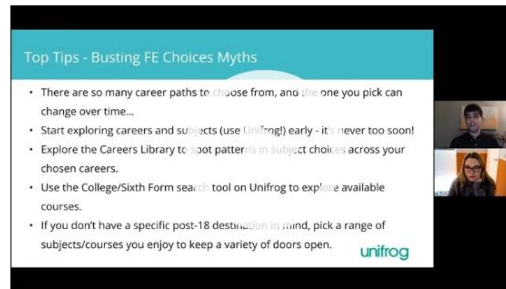 Top Tips - Busting FE Choices Myths
• There are so many career paths to choose from, and the one you pick can
change over time...
• Start exploring careers and subjects (use Unifrog!) early - it's never too soon!
• Explore the Careers Library to spot patterns in subject choices across your
chosen careers.
• Use the College/Sixth Form search tool on Unifrog to explore available
courses.
• If you don't have a specific post-18 destination in mind, pick a range of
subjects/courses you enjoy to keep a variety of doors open.
unifrog